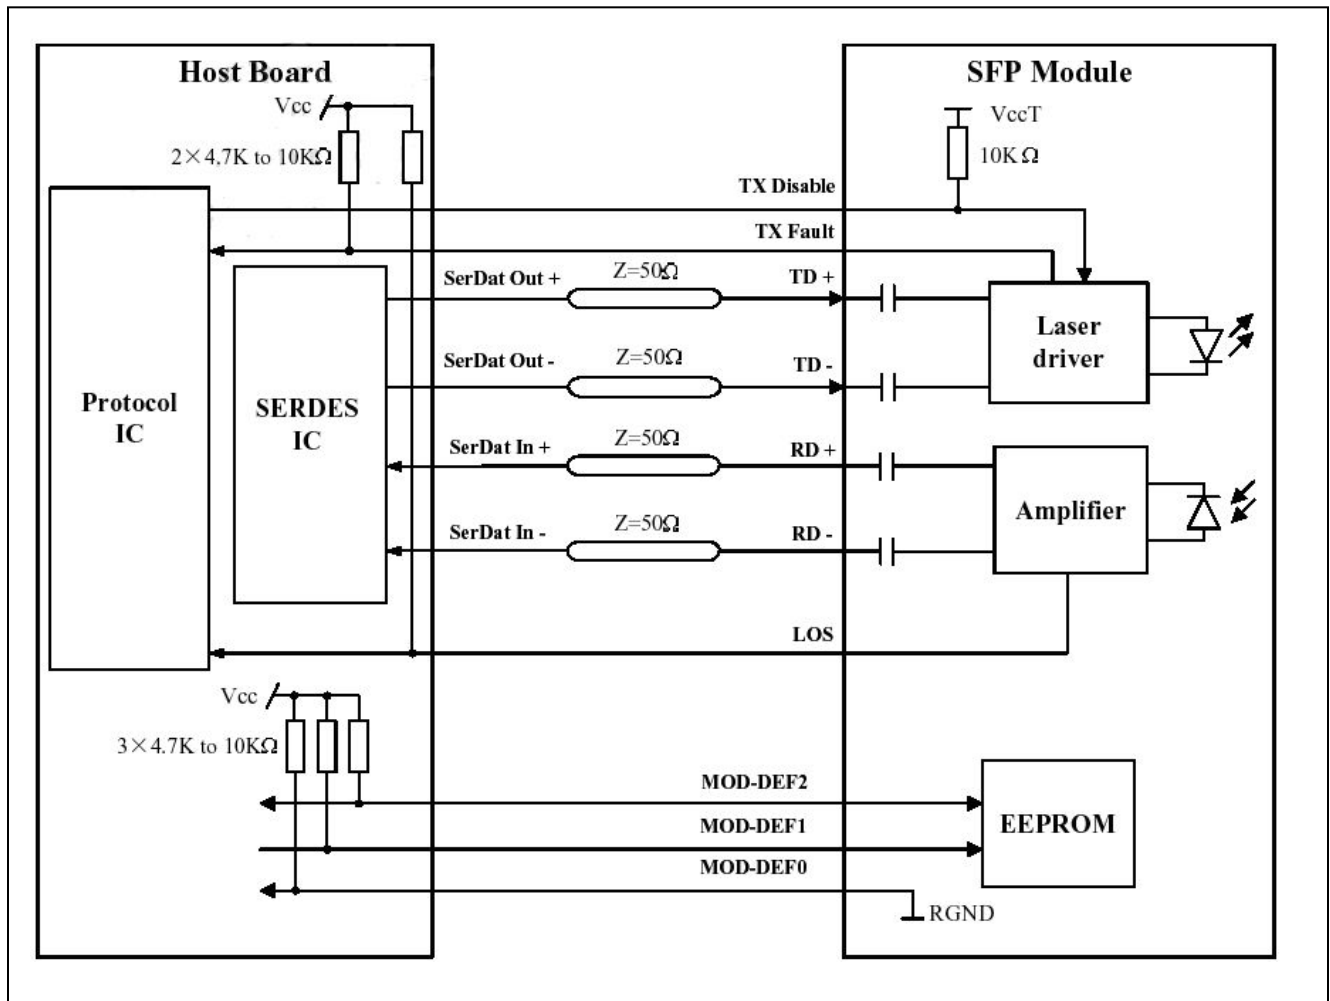 Host Board
SFP Module
Vcc
VccT
2×4.7K to 10KΩ
10KΩ
TX Disable
TX Fault
SerDat Out +
Z=50Ω
TD +
Laser
driver
SerDat Out -
Z=50Ω
TD -
Protocol
IC
SERDES
IC
SerDat In +
Z=50Ω
RD +
Amplifier
SerDat In -
Z=50Ω
RD -
LOS
Vcc
3×4.7K to 10KΩ
MOD-DEF2
MOD-DEF1
EEPROM
MOD-DEF0
RGND